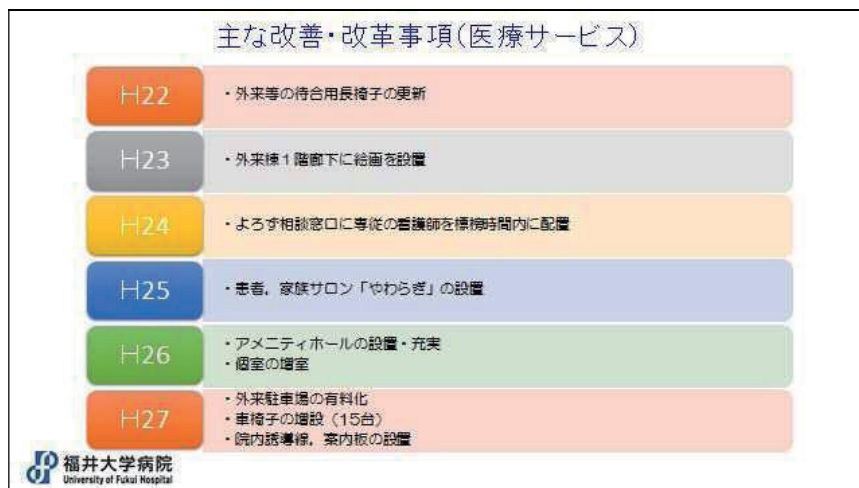 主な改善・改革事項(医療サービス)
H22
・外来等の待合用長椅子の更新
H23
・外来棟1階廊下に絵画を設置
H24
・よろず相談窓口に専従の看護師を標榜時間内に配置
H25
・患者，家族サロン「やわらぎ」の設置
H26
・アメニティホールの設置・充実
・個室の増室
H27
・外来駐車場の有料化
・車椅子の増設（15台）
・院内誘導線，案内板の設置
福井大学病院
University of Fukui Hospital